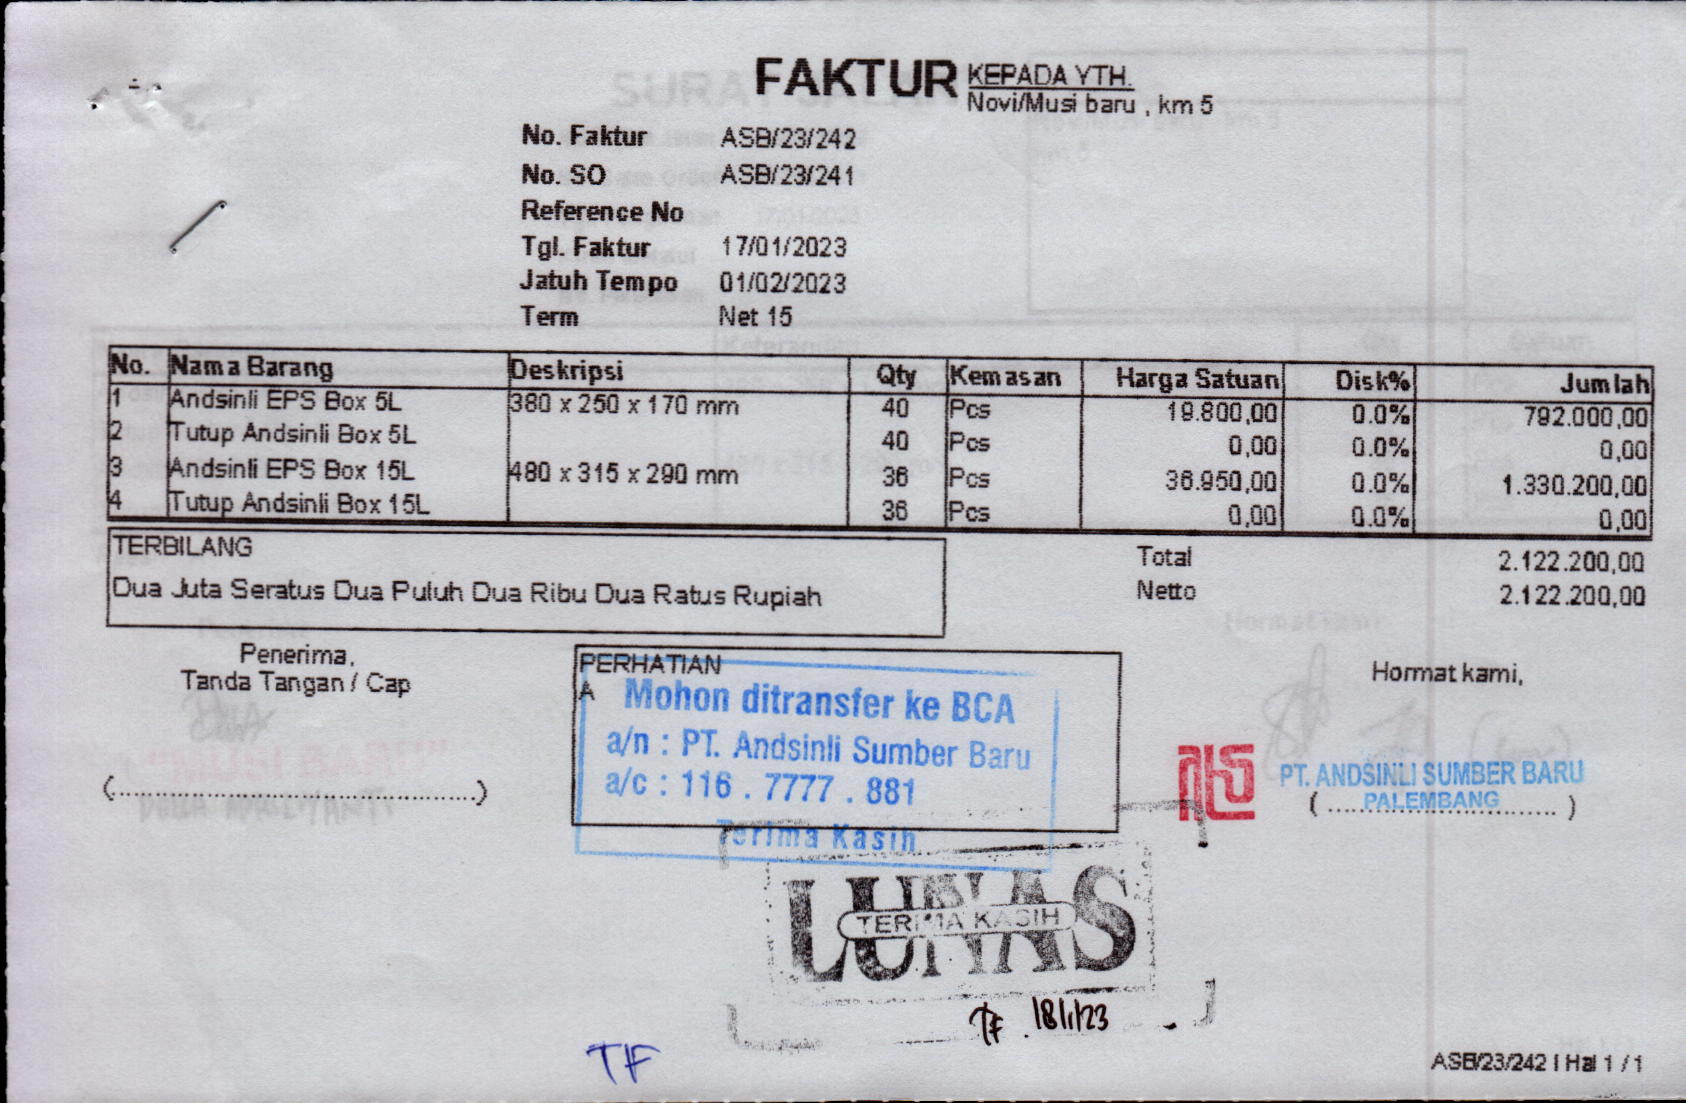 FAKTUR
KEPADA YTH.
Novi/Musi baru , km 5
No. Faktur ASB/23/242
No. SO ASB/23/241
Reference No
Tgl. Faktur 17/01/2023
Jatuh Tempo 01/02/2023
Term Net 15
No. Nama Barang Deskripsi Qty Kemasan Harga Satuan Disk% Jumlah
1 Andsinli EPS Box 5L 380 x 250 x 170 mm 40 Pcs 19.800,00 0.0% 792.000,00
2 Tutup Andsinli Box 5L 40 Pcs 0,00 0.0% 0,00
3 Andsinli EPS Box 15L 480 x 315 x 290 mm 36 Pcs 36.950,00 0.0% 1.330.200,00
4 Tutup Andsinli Box 15L 36 Pcs 0,00 0.0% 0,00
TERBILANG
Dua Juta Seratus Dua Puluh Dua Ribu Dua Ratus Rupiah
Total 2.122.200,00
Netto 2.122.200,00
Penerima,
Tanda Tangan / Cap
(................................................)
PERHATIAN
A
Mohon ditransfer ke BCA
a/n : PT. Andsinli Sumber Baru
a/c : 116 . 7777 . 881
Terima Kasih
Hormat kami,
PT. ANDSINLI SUMBER BARU
PALEMBANG
(................................)
LUNAS
TERIMA KASIH
TF 18/1/23
TF
ASB/23/242 | Hal 1 / 1